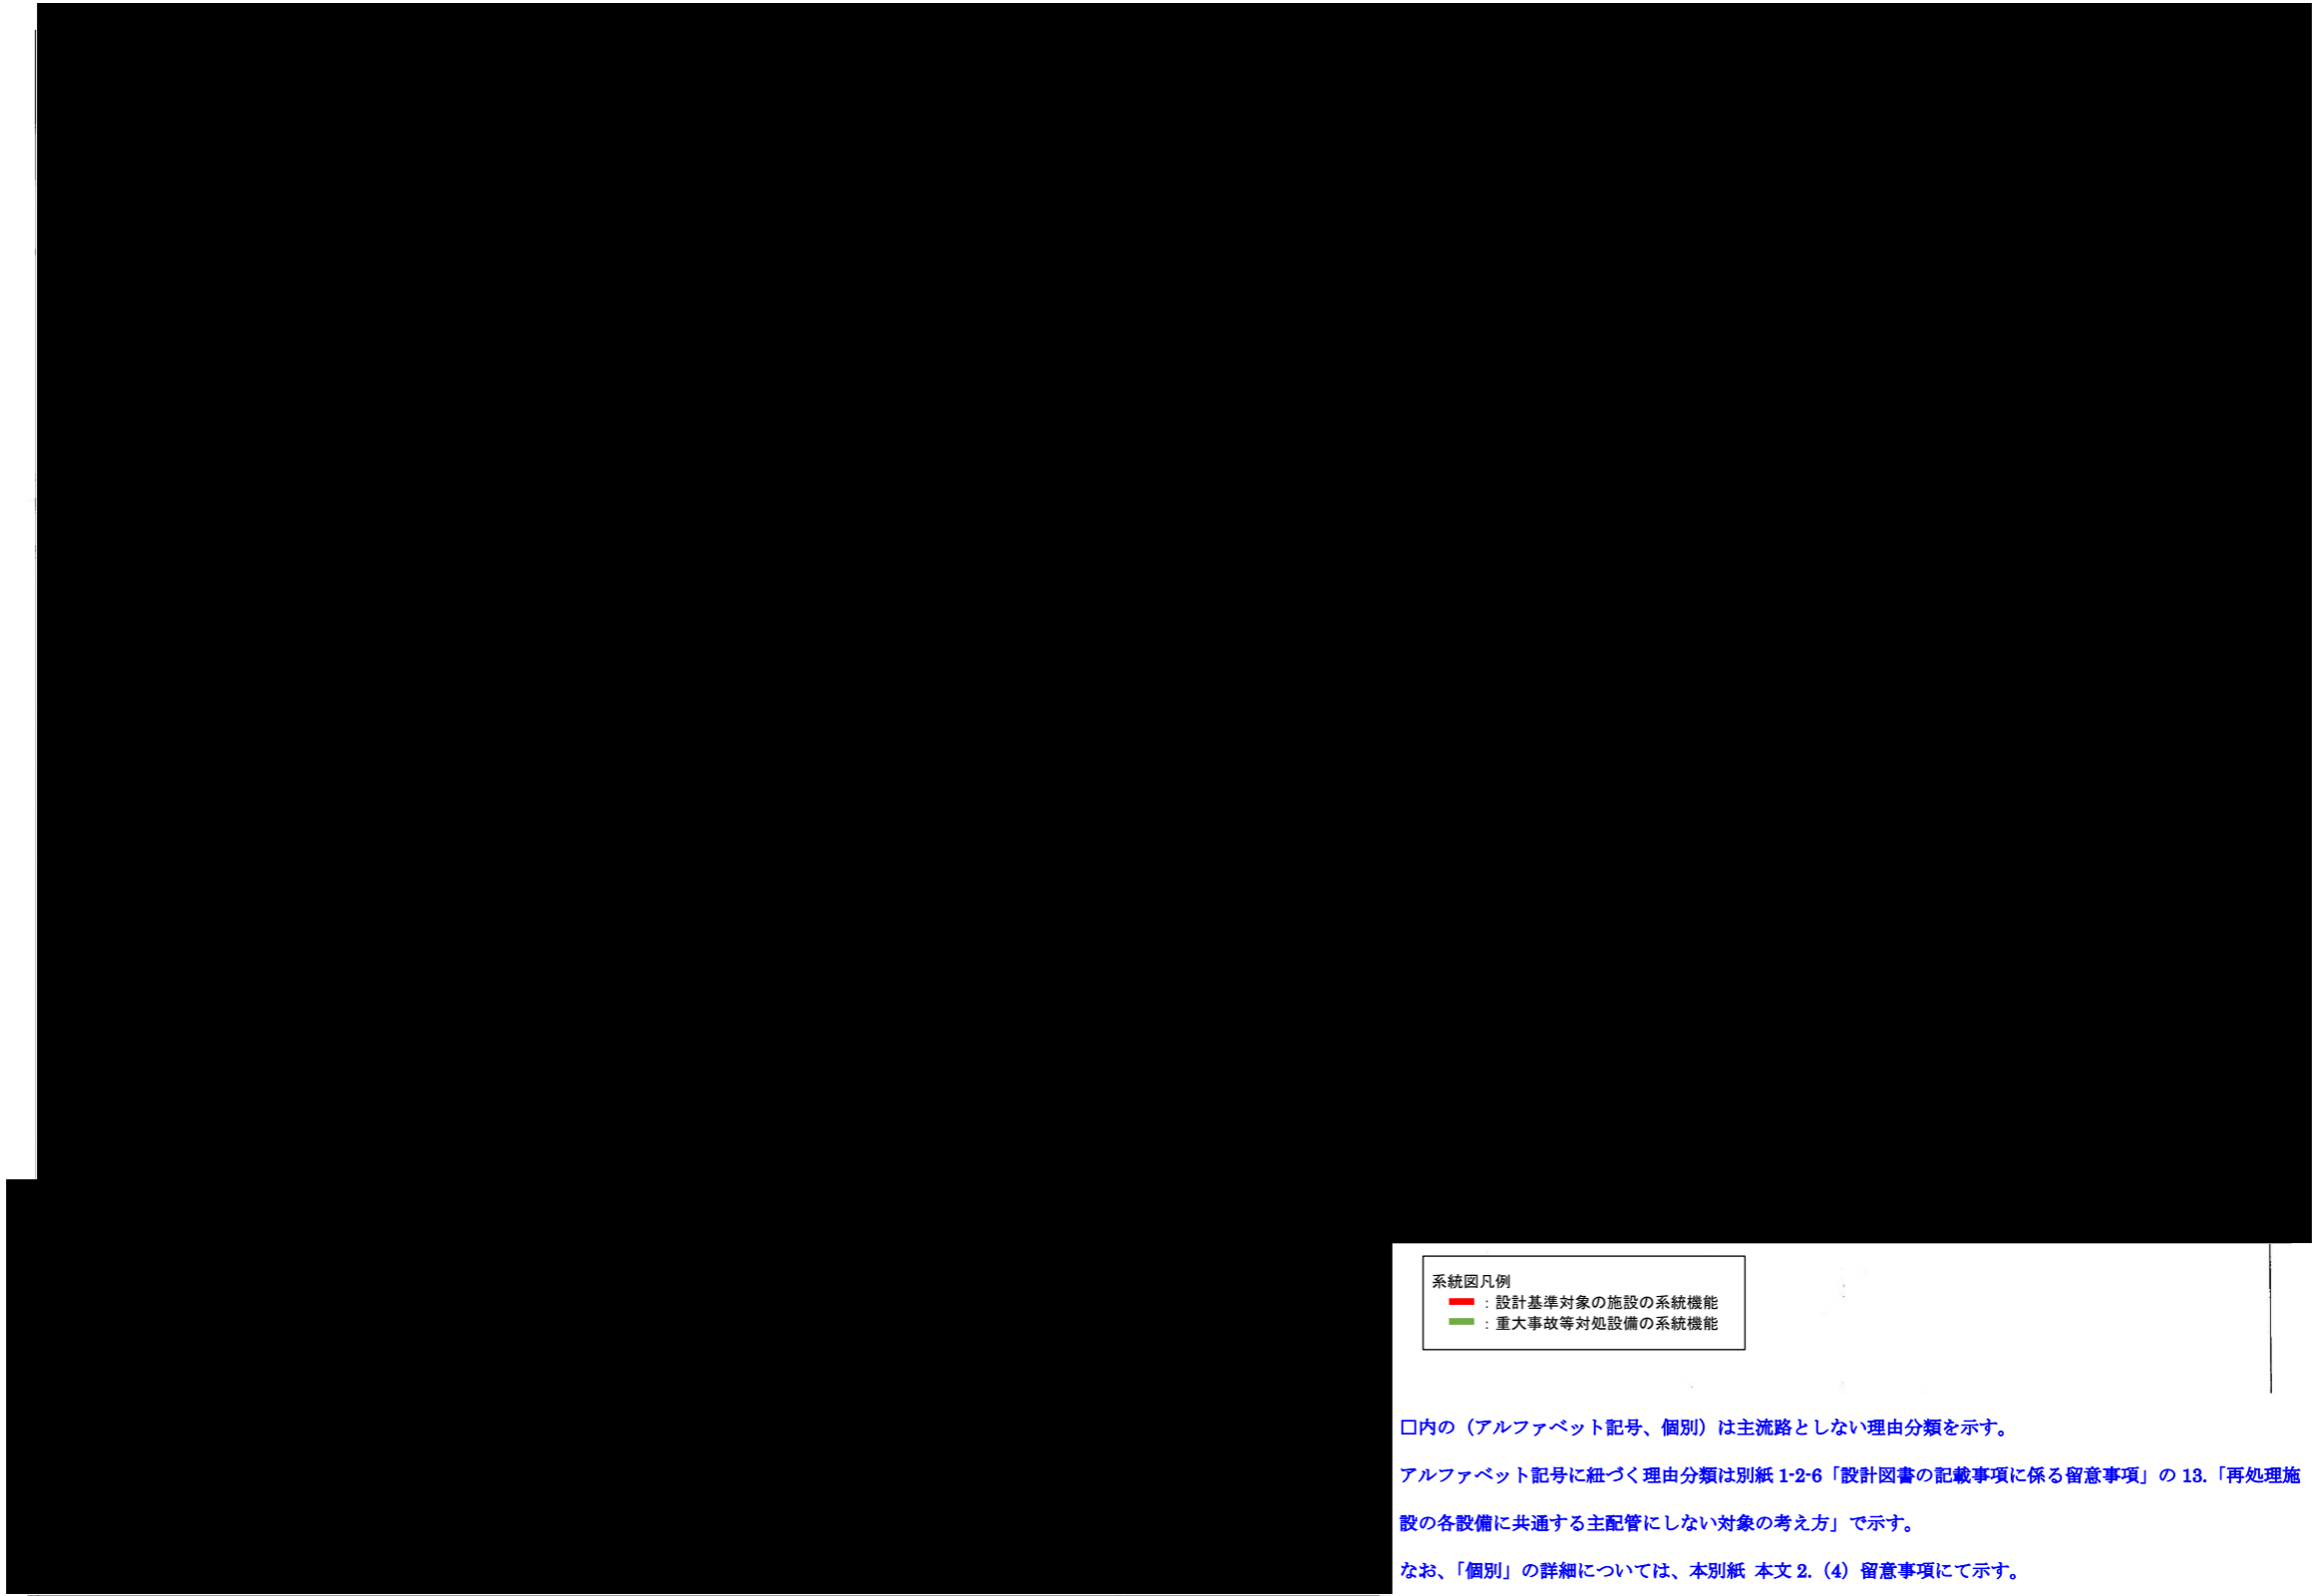 系統図凡例
：設計基準対象の施設の系統機能
：重大事故等対処設備の系統機能
□内の（アルファベット記号、個別）は主流路としない理由分類を示す。
アルファベット記号に紐づく理由分類は別紙 1-2-6「設計図書の記載事項に係る留意事項」の 13.「再処理施
設の各設備に共通する主配管にしない対象の考え方」で示す。
なお、「個別」の詳細については、本別紙 本文 2.（4）留意事項にて示す。